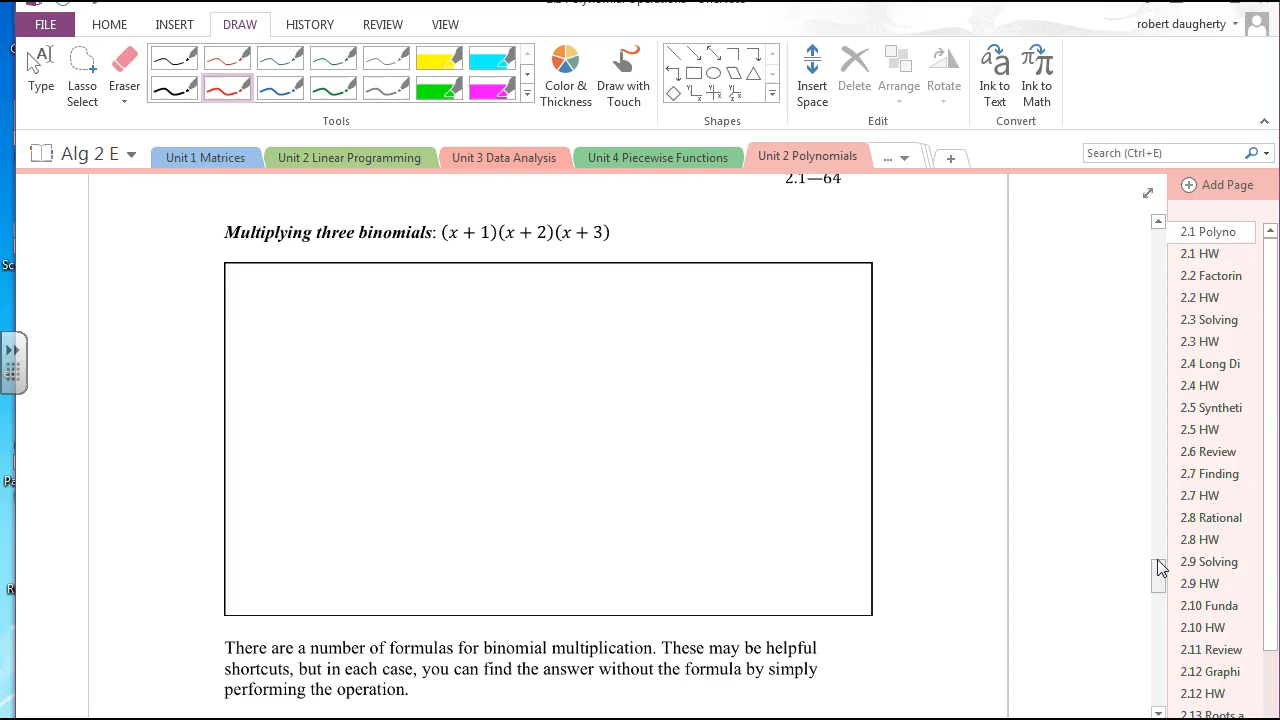 FILE HOME INSERT DRAW HISTORY REVIEW VIEW
robert daugherty
Type
Lasso Select
Eraser
Color & Thickness
Draw with Touch
Insert Space
Delete
Arrange
Rotate
Ink to Text
Ink to Math
Tools
Shapes
Edit
Convert
Alg 2 E
Unit 1 Matrices
Unit 2 Linear Programming
Unit 3 Data Analysis
Unit 4 Piecewise Functions
Unit 2 Polynomials
...
Search (Ctrl+E)
2.1—64
Add Page
Multiplying three binomials: (x + 1)(x + 2)(x + 3)
There are a number of formulas for binomial multiplication. These may be helpful
shortcuts, but in each case, you can find the answer without the formula by simply
performing the operation.
2.1 Polyno
2.1 HW
2.2 Factorin
2.2 HW
2.3 Solving
2.3 HW
2.4 Long Di
2.4 HW
2.5 Syntheti
2.5 HW
2.6 Review
2.7 Finding
2.7 HW
2.8 Rational
2.8 HW
2.9 Solving
2.9 HW
2.10 Funda
2.10 HW
2.11 Review
2.12 Graphi
2.12 HW
2.13 Roots a